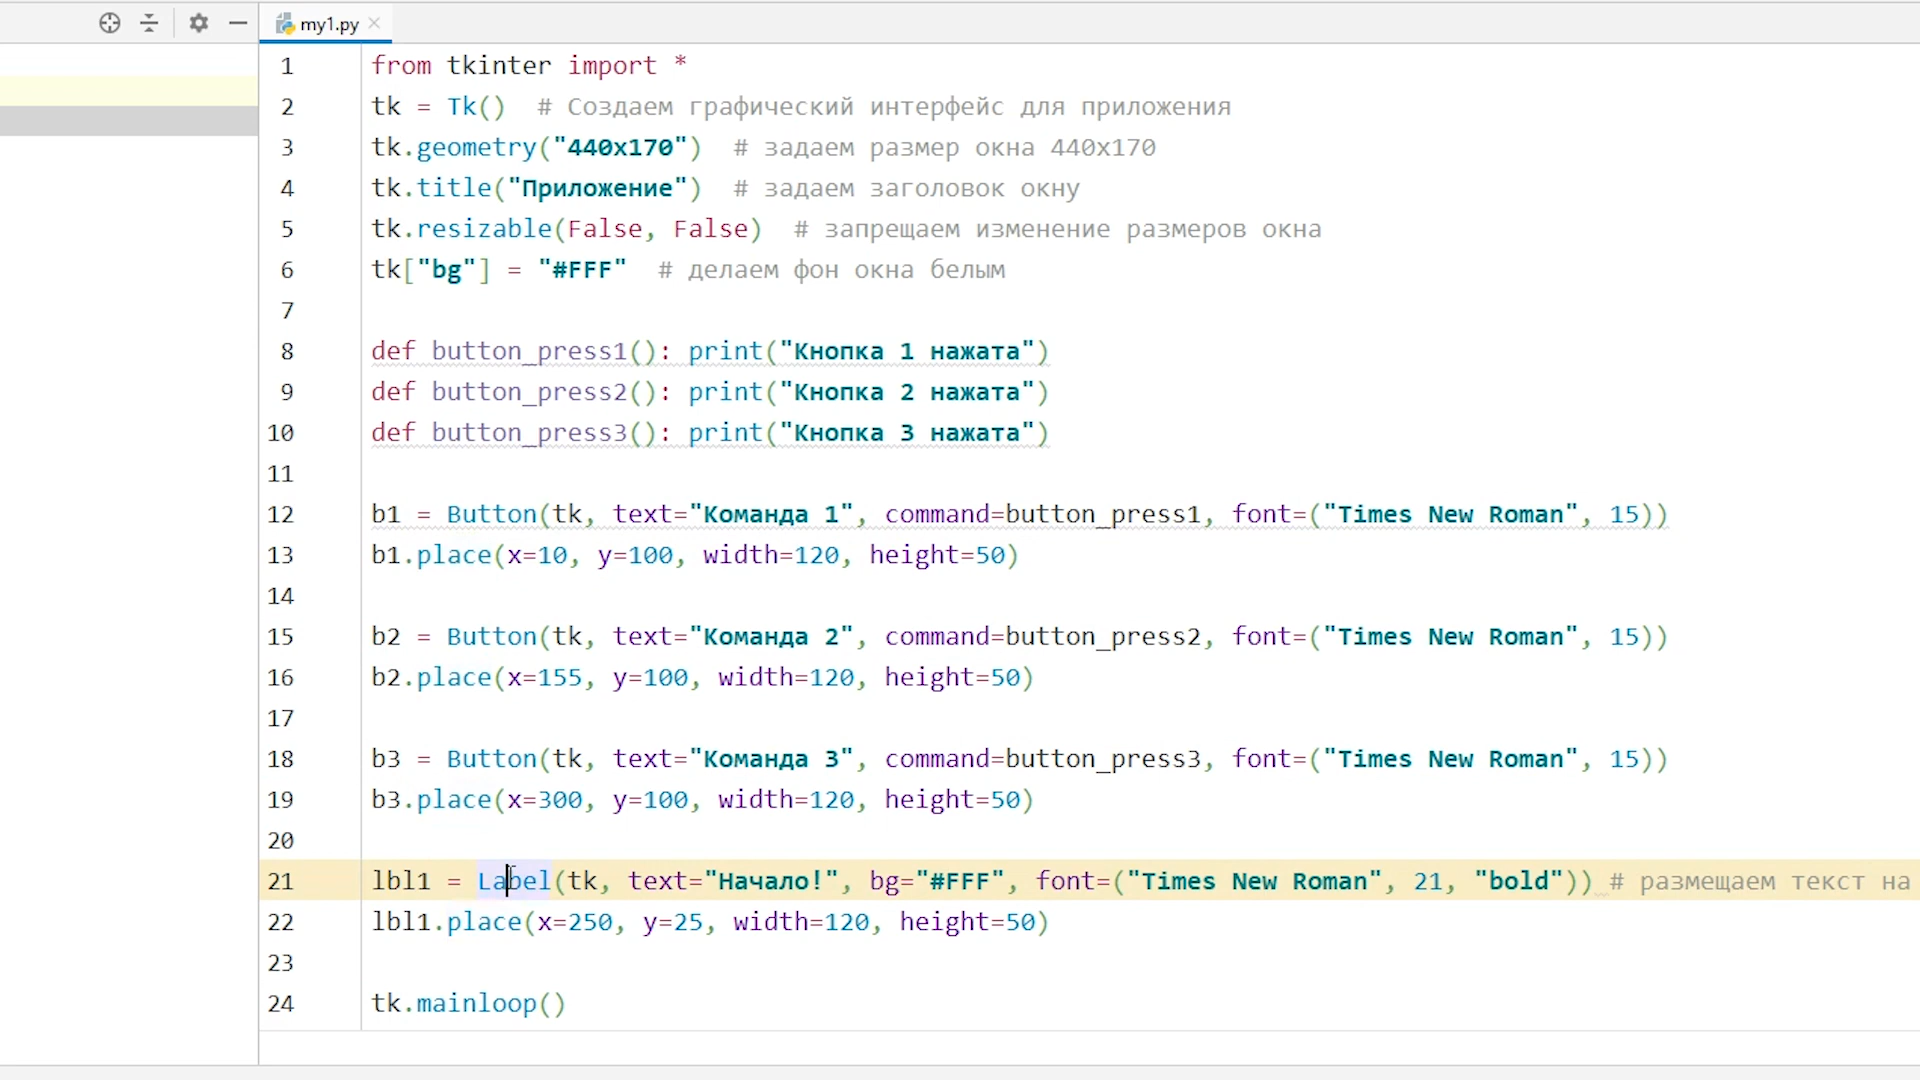 my1.py
1 from tkinter import *
2 tk = Tk()  # Создаем графический интерфейс для приложения
3 tk.geometry("440x170")  # задаем размер окна 440x170
4 tk.title("Приложение")  # задаем заголовок окну
5 tk.resizable(False, False)  # запрещаем изменение размеров окна
6 tk["bg"] = "#FFF"  # делаем фон окна белым
7
8 def button_press1(): print("Кнопка 1 нажата")
9 def button_press2(): print("Кнопка 2 нажата")
10 def button_press3(): print("Кнопка 3 нажата")
11
12 b1 = Button(tk, text="Команда 1", command=button_press1, font=("Times New Roman", 15))
13 b1.place(x=10, y=100, width=120, height=50)
14
15 b2 = Button(tk, text="Команда 2", command=button_press2, font=("Times New Roman", 15))
16 b2.place(x=155, y=100, width=120, height=50)
17
18 b3 = Button(tk, text="Команда 3", command=button_press3, font=("Times New Roman", 15))
19 b3.place(x=300, y=100, width=120, height=50)
20
21 lbl1 = Label(tk, text="Начало!", bg="#FFF", font=("Times New Roman", 21, "bold")) # размещаем текст на
22 lbl1.place(x=250, y=25, width=120, height=50)
23
24 tk.mainloop()